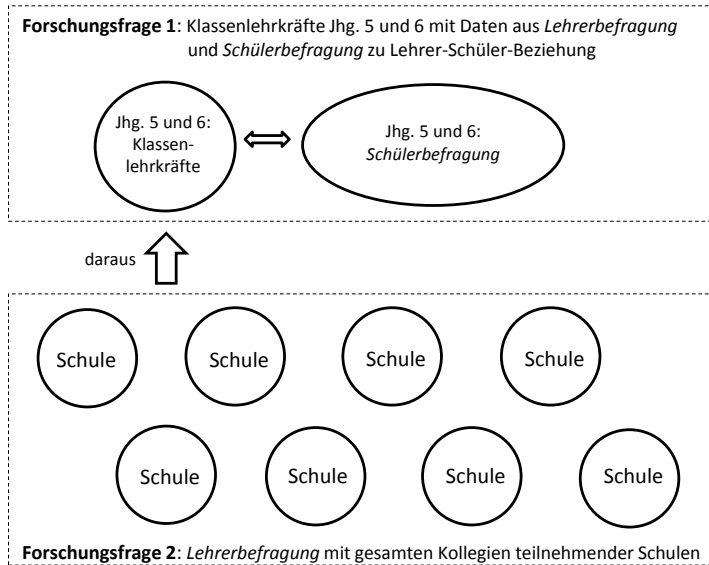 Forschungsfrage 1: Klassenlehrkräfte Jhg. 5 und 6 mit Daten aus Lehrerbefragung
und Schülerbefragung zu Lehrer-Schüler-Beziehung
Jhg. 5 und 6:
Klassen-
lehrkräfte
Jhg. 5 und 6:
Schülerbefragung
daraus
Schule
Schule
Schule
Schule
Schule
Schule
Schule
Schule
Forschungsfrage 2: Lehrerbefragung mit gesamten Kollegien teilnehmender Schulen